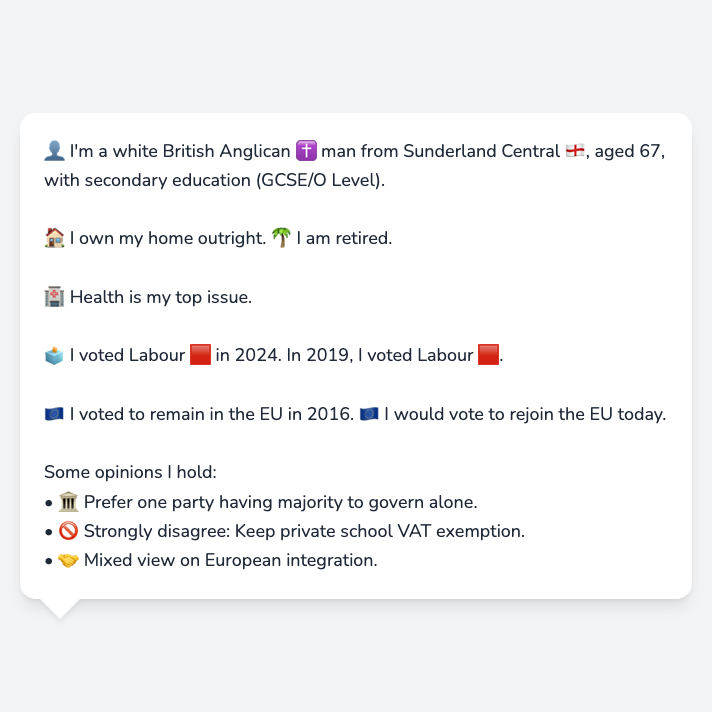 👤 I'm a white British Anglican ✝️ man from Sunderland Central 🏴󠁧󠁢󠁥󠁮󠁧󠁿, aged 67,
with secondary education (GCSE/O Level).
🏠 I own my home outright. 🌴 I am retired.
🏥 Health is my top issue.
🗳️ I voted Labour 🟥 in 2024. In 2019, I voted Labour 🟥.
🇪🇺 I voted to remain in the EU in 2016. 🇪🇺 I would vote to rejoin the EU today.
Some opinions I hold:
• 🏛️ Prefer one party having majority to govern alone.
• 🚫 Strongly disagree: Keep private school VAT exemption.
• 🤝 Mixed view on European integration.